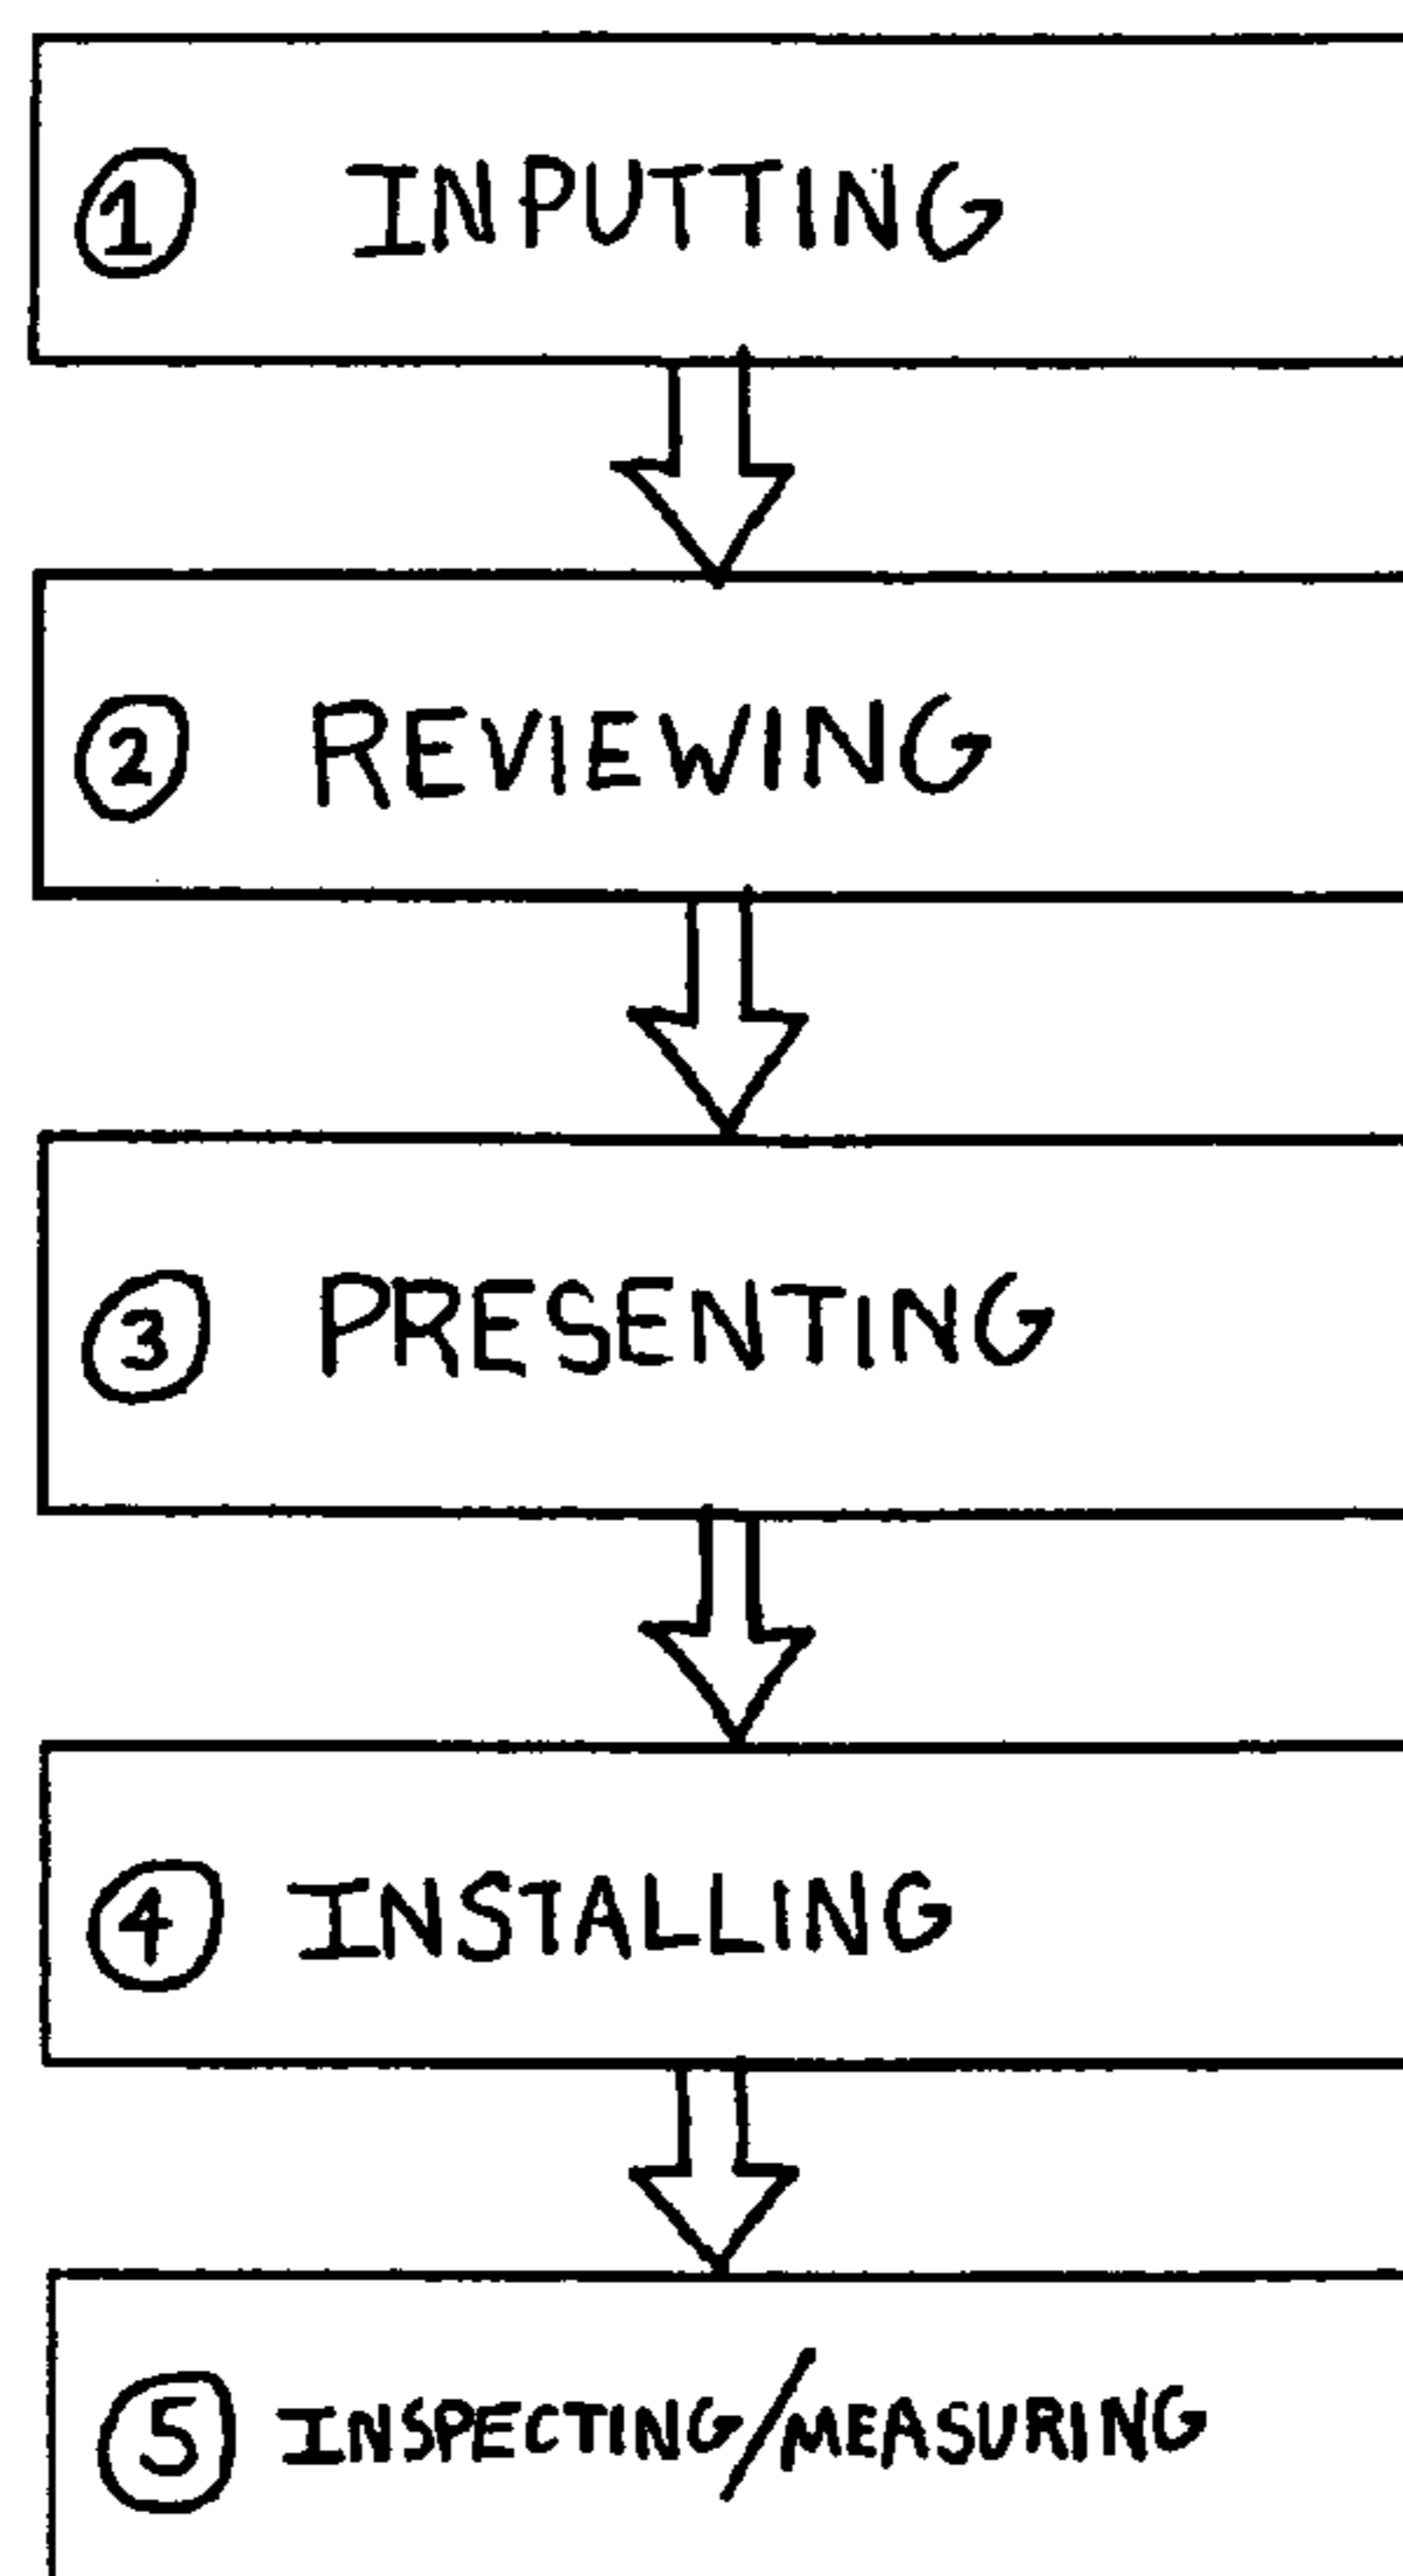 ① INPUTTING
② REVIEWING
③ PRESENTING
④ INSTALLING
⑤ INSPECTING/MEASURING